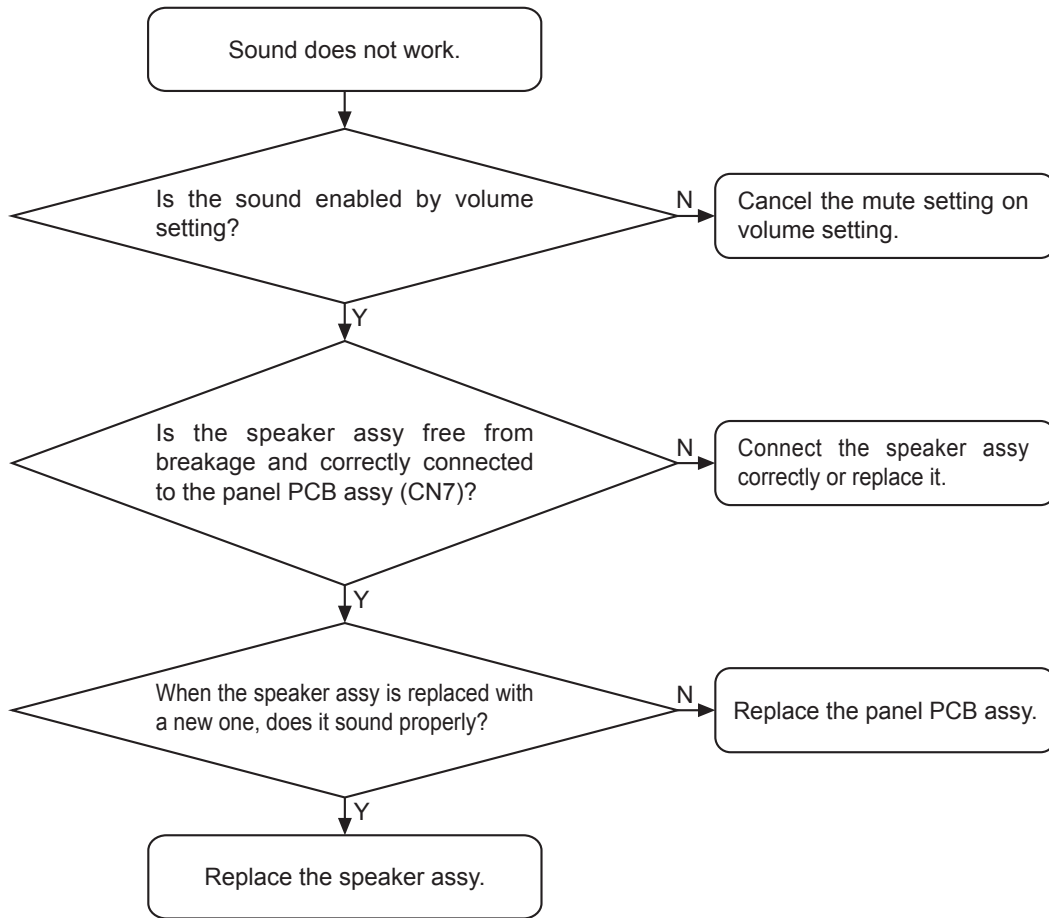 Sound does not work.
Is the sound enabled by volume
setting?
N
Cancel the mute setting on
volume setting.
Y
Is the speaker assy free from
breakage and correctly connected
to the panel PCB assy (CN7)?
N
Connect the speaker assy
correctly or replace it.
Y
When the speaker assy is replaced with
a new one, does it sound properly?
N
Replace the panel PCB assy.
Y
Replace the speaker assy.